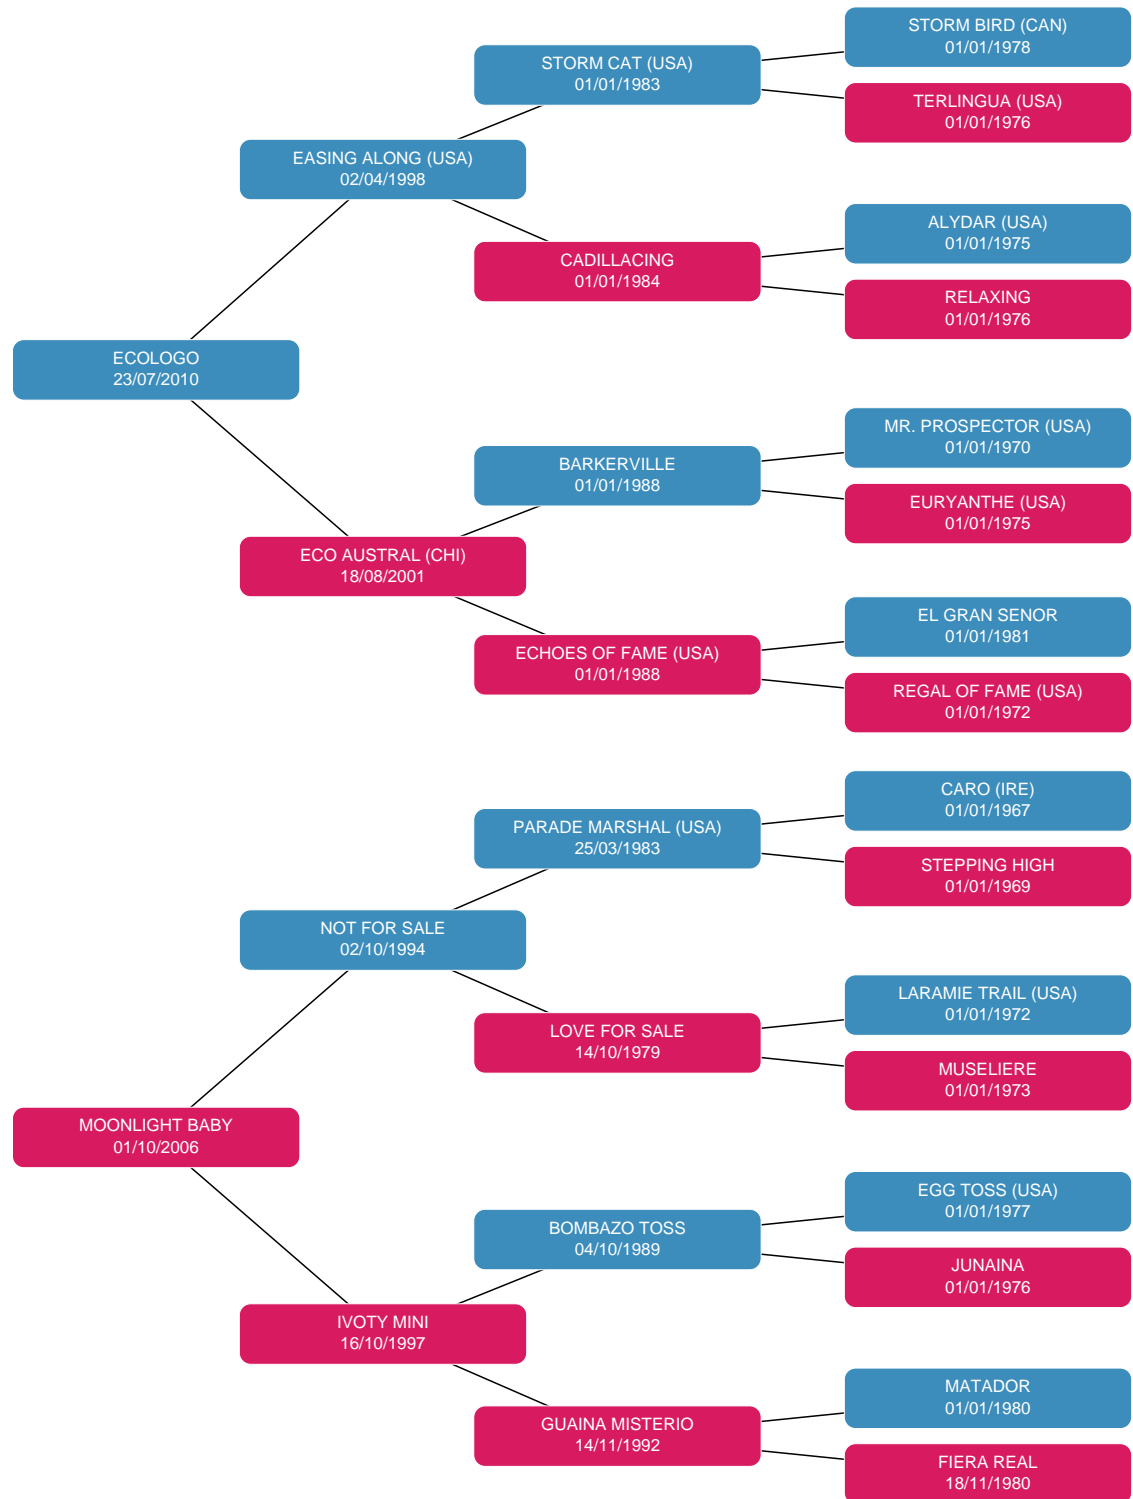 STORM BIRD (CAN)
01/01/1978
STORM CAT (USA)
01/01/1983
TERLINGUA (USA)
01/01/1976
EASING ALONG (USA)
02/04/1998
ALYDAR (USA)
01/01/1975
CADILLACING
01/01/1984
RELAXING
01/01/1976
ECOLOGO
23/07/2010
MR. PROSPECTOR (USA)
01/01/1970
BARKERVILLE
01/01/1988
EURYANTHE (USA)
01/01/1975
ECO AUSTRAL (CHI)
18/08/2001
EL GRAN SENOR
01/01/1981
ECHOES OF FAME (USA)
01/01/1988
REGAL OF FAME (USA)
01/01/1972
CARO (IRE)
01/01/1967
PARADE MARSHAL (USA)
25/03/1983
STEPPING HIGH
01/01/1969
NOT FOR SALE
02/10/1994
LARAMIE TRAIL (USA)
01/01/1972
LOVE FOR SALE
14/10/1979
MUSELIERE
01/01/1973
MOONLIGHT BABY
01/10/2006
EGG TOSS (USA)
01/01/1977
BOMBAZO TOSS
04/10/1989
JUNAINA
01/01/1976
IVOTY MINI
16/10/1997
MATADOR
01/01/1980
GUAINA MISTERIO
14/11/1992
FIERA REAL
18/11/1980